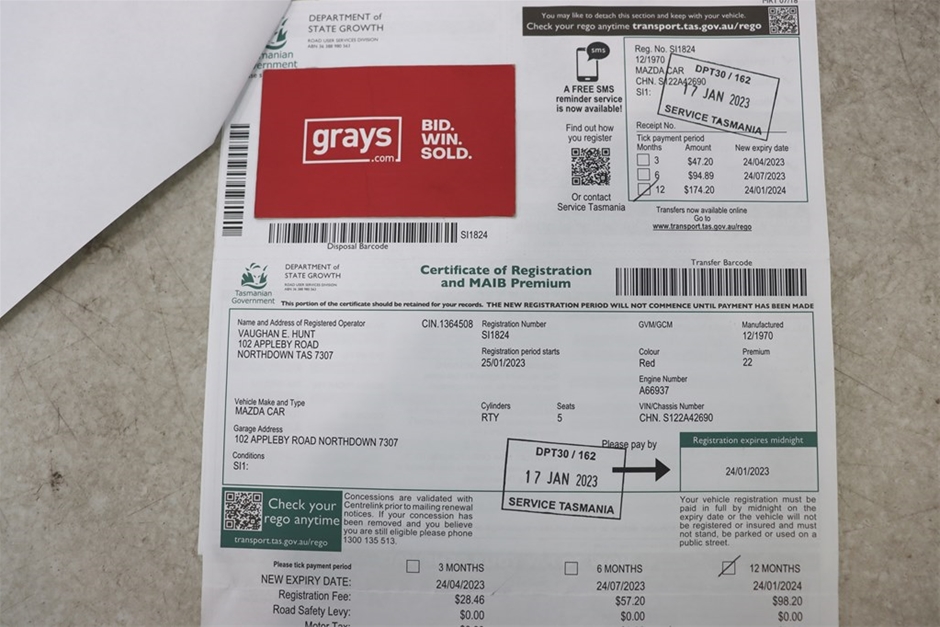 MR1 07/18
DEPARTMENT of
STATE GROWTH
ROAD USER SERVICES DIVISION
Tasmanian
Government
You may like to detach this section and keep with your vehicle.
Check your rego anytime transport.tas.gov.au/rego
sms
A FREE SMS
reminder service
is now available!
Find out how
you register
Or contact
Service Tasmania
Reg. No. SI1824
12/1970
MAZDA CAR
CHN. S122A42690
SI1:
DPT30 / 162
17 JAN 2023
SERVICE TASMANIA
Receipt No.
Tick payment period
Months Amount New expiry date
3 $47.20 24/04/2023
6 $94.89 24/07/2023
12 $174.20 24/01/2024
Transfers now available online
Go to
www.transport.tas.gov.au/rego
grays
.com
BID.
WIN.
SOLD.
SI1824
Disposal Barcode
Transfer Barcode
Tasmanian
Government
DEPARTMENT of
STATE GROWTH
ROAD USER SERVICES DIVISION
Certificate of Registration
and MAIB Premium
This portion of the certificate should be retained for your records. THE NEW REGISTRATION PERIOD WILL NOT COMMENCE UNTIL PAYMENT HAS BEEN MADE
Name and Address of Registered Operator
VAUGHAN E. HUNT
102 APPLEBY ROAD
NORTHDOWN TAS 7307
CIN.1364508
Registration Number
SI1824
Registration period starts
25/01/2023
GVM/GCM
Manufactured
12/1970
Colour
Red
Premium
22
Engine Number
A66937
Vehicle Make and Type
MAZDA CAR
Cylinders
RTY
Seats
5
VIN/Chassis Number
CHN. S122A42690
Garage Address
102 APPLEBY ROAD NORTHDOWN 7307
Conditions
SI1:
DPT30 / 162
17 JAN 2023
SERVICE TASMANIA
Please pay by
Registration expires midnight
24/01/2023
Check your
rego anytime
transport.tas.gov.au/rego
Concessions are validated with
Centrelink prior to mailing renewal
notices. If your concession has
been removed and you believe
you are still eligible please phone
1300 135 513.
Your vehicle registration must be
paid in full by midnight on the
expiry date or the vehicle will not
be registered or insured and must
not stand, be parked or used on a
public street.
Please tick payment period 3 MONTHS 6 MONTHS 12 MONTHS
NEW EXPIRY DATE: 24/04/2023 24/07/2023 24/01/2024
Registration Fee: $28.46 $57.20 $98.20
Road Safety Levy: $0.00 $0.00 $0.00
Motor Tax: